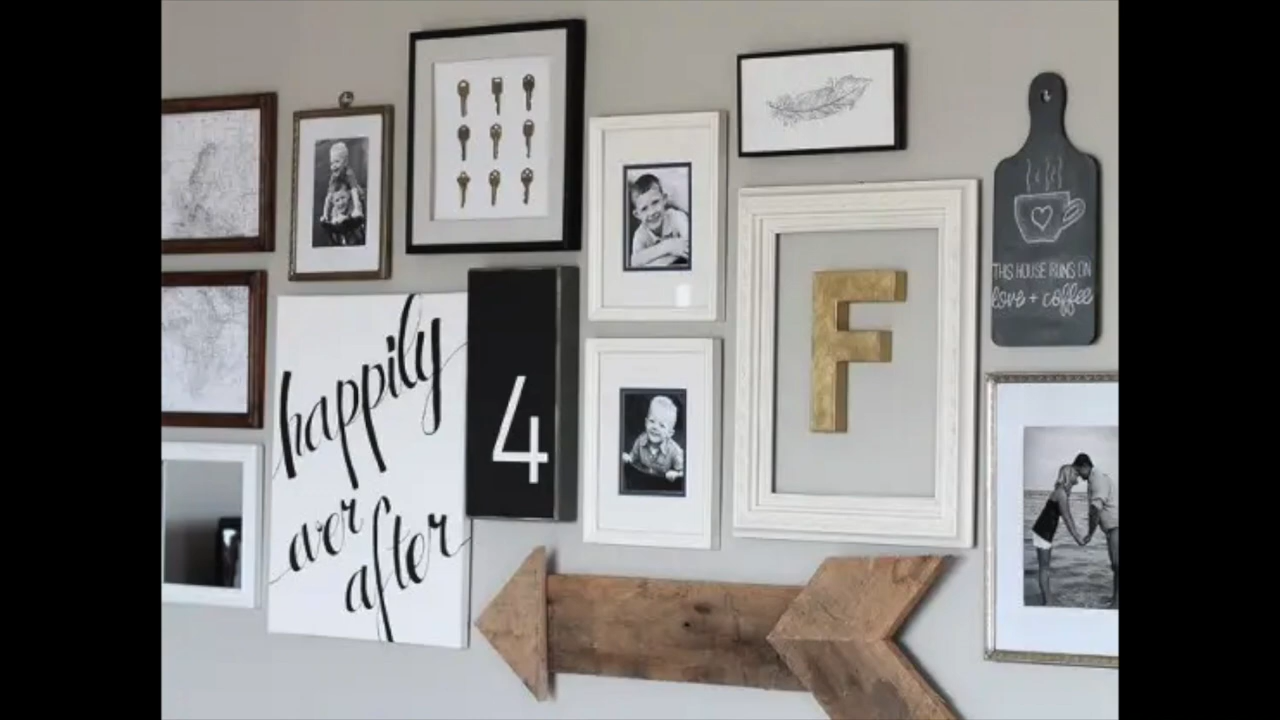 happily
ever
after
4
F
THIS HOUSE RUNS ON
love + coffee